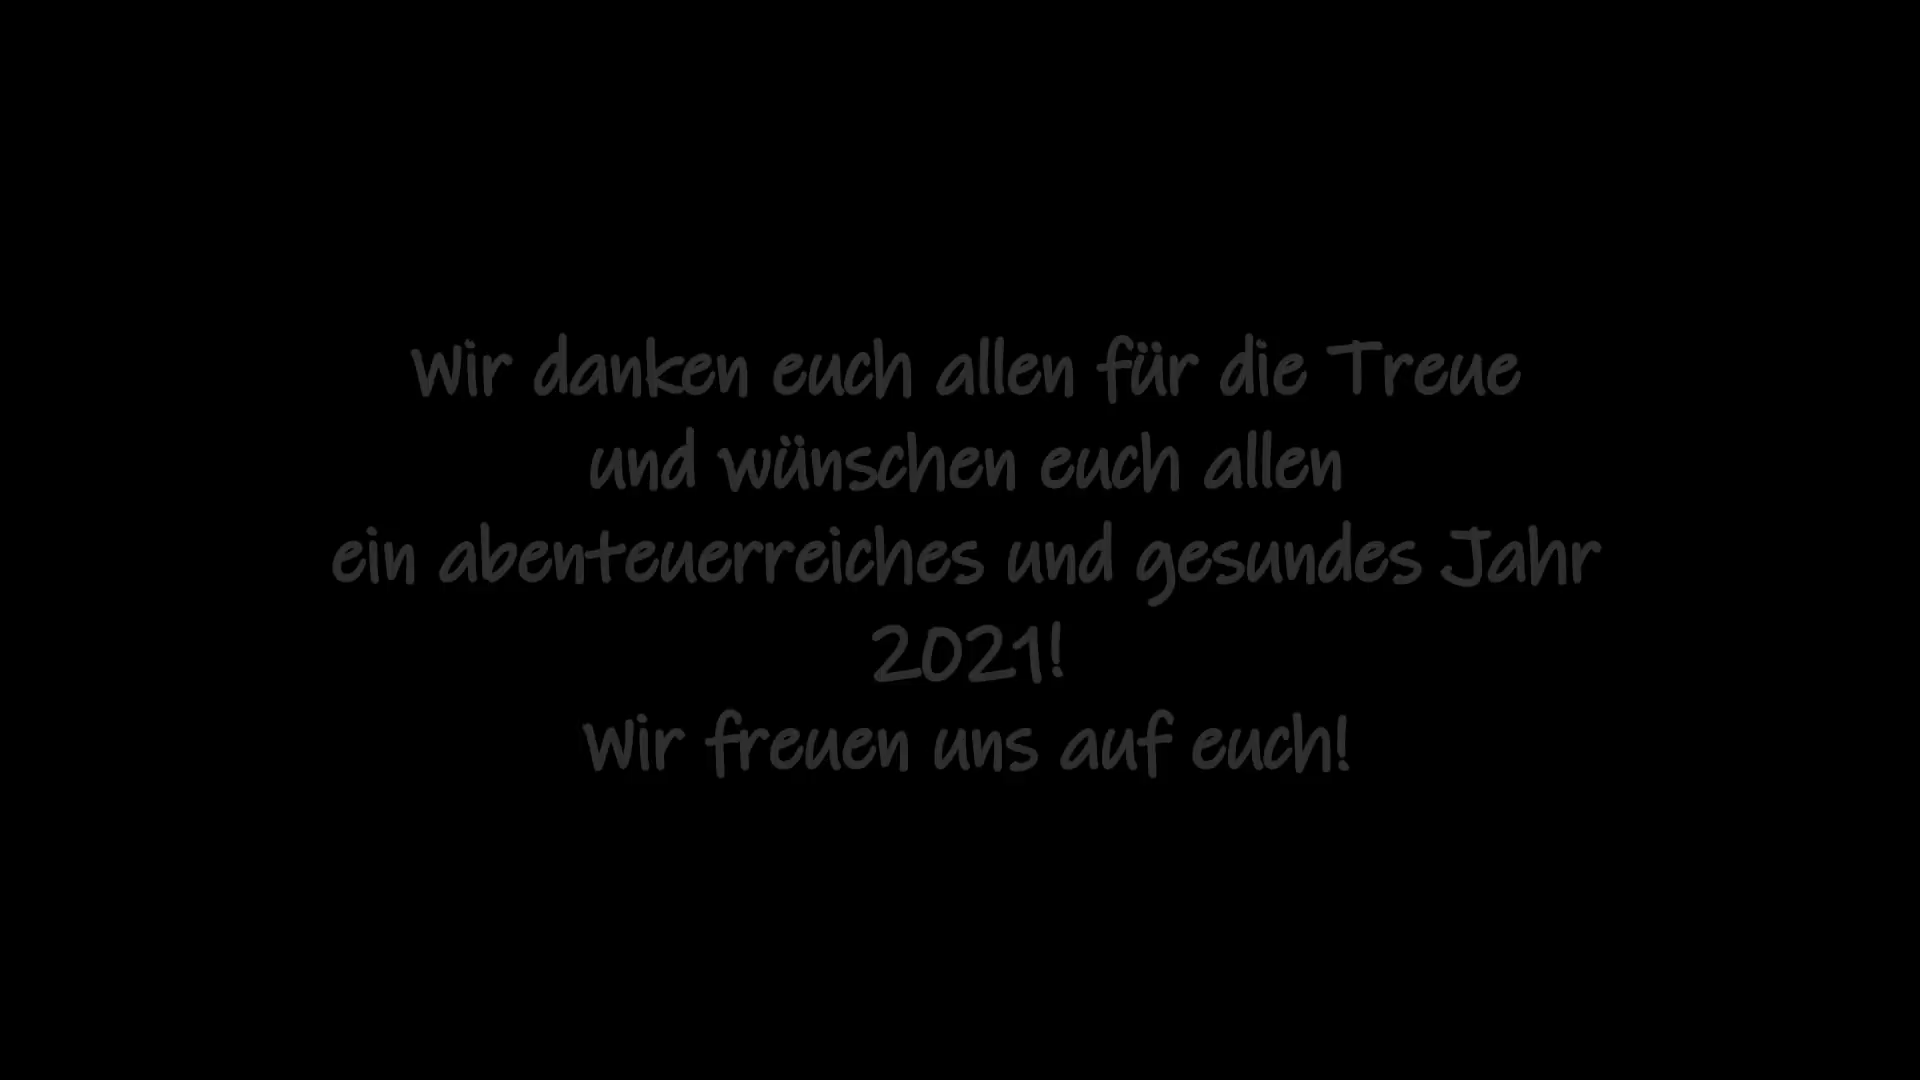 Wir danken euch allen für die Treue
und wünschen euch allen
ein abenteuerreiches und gesundes Jahr
2021!
Wir freuen uns auf euch!